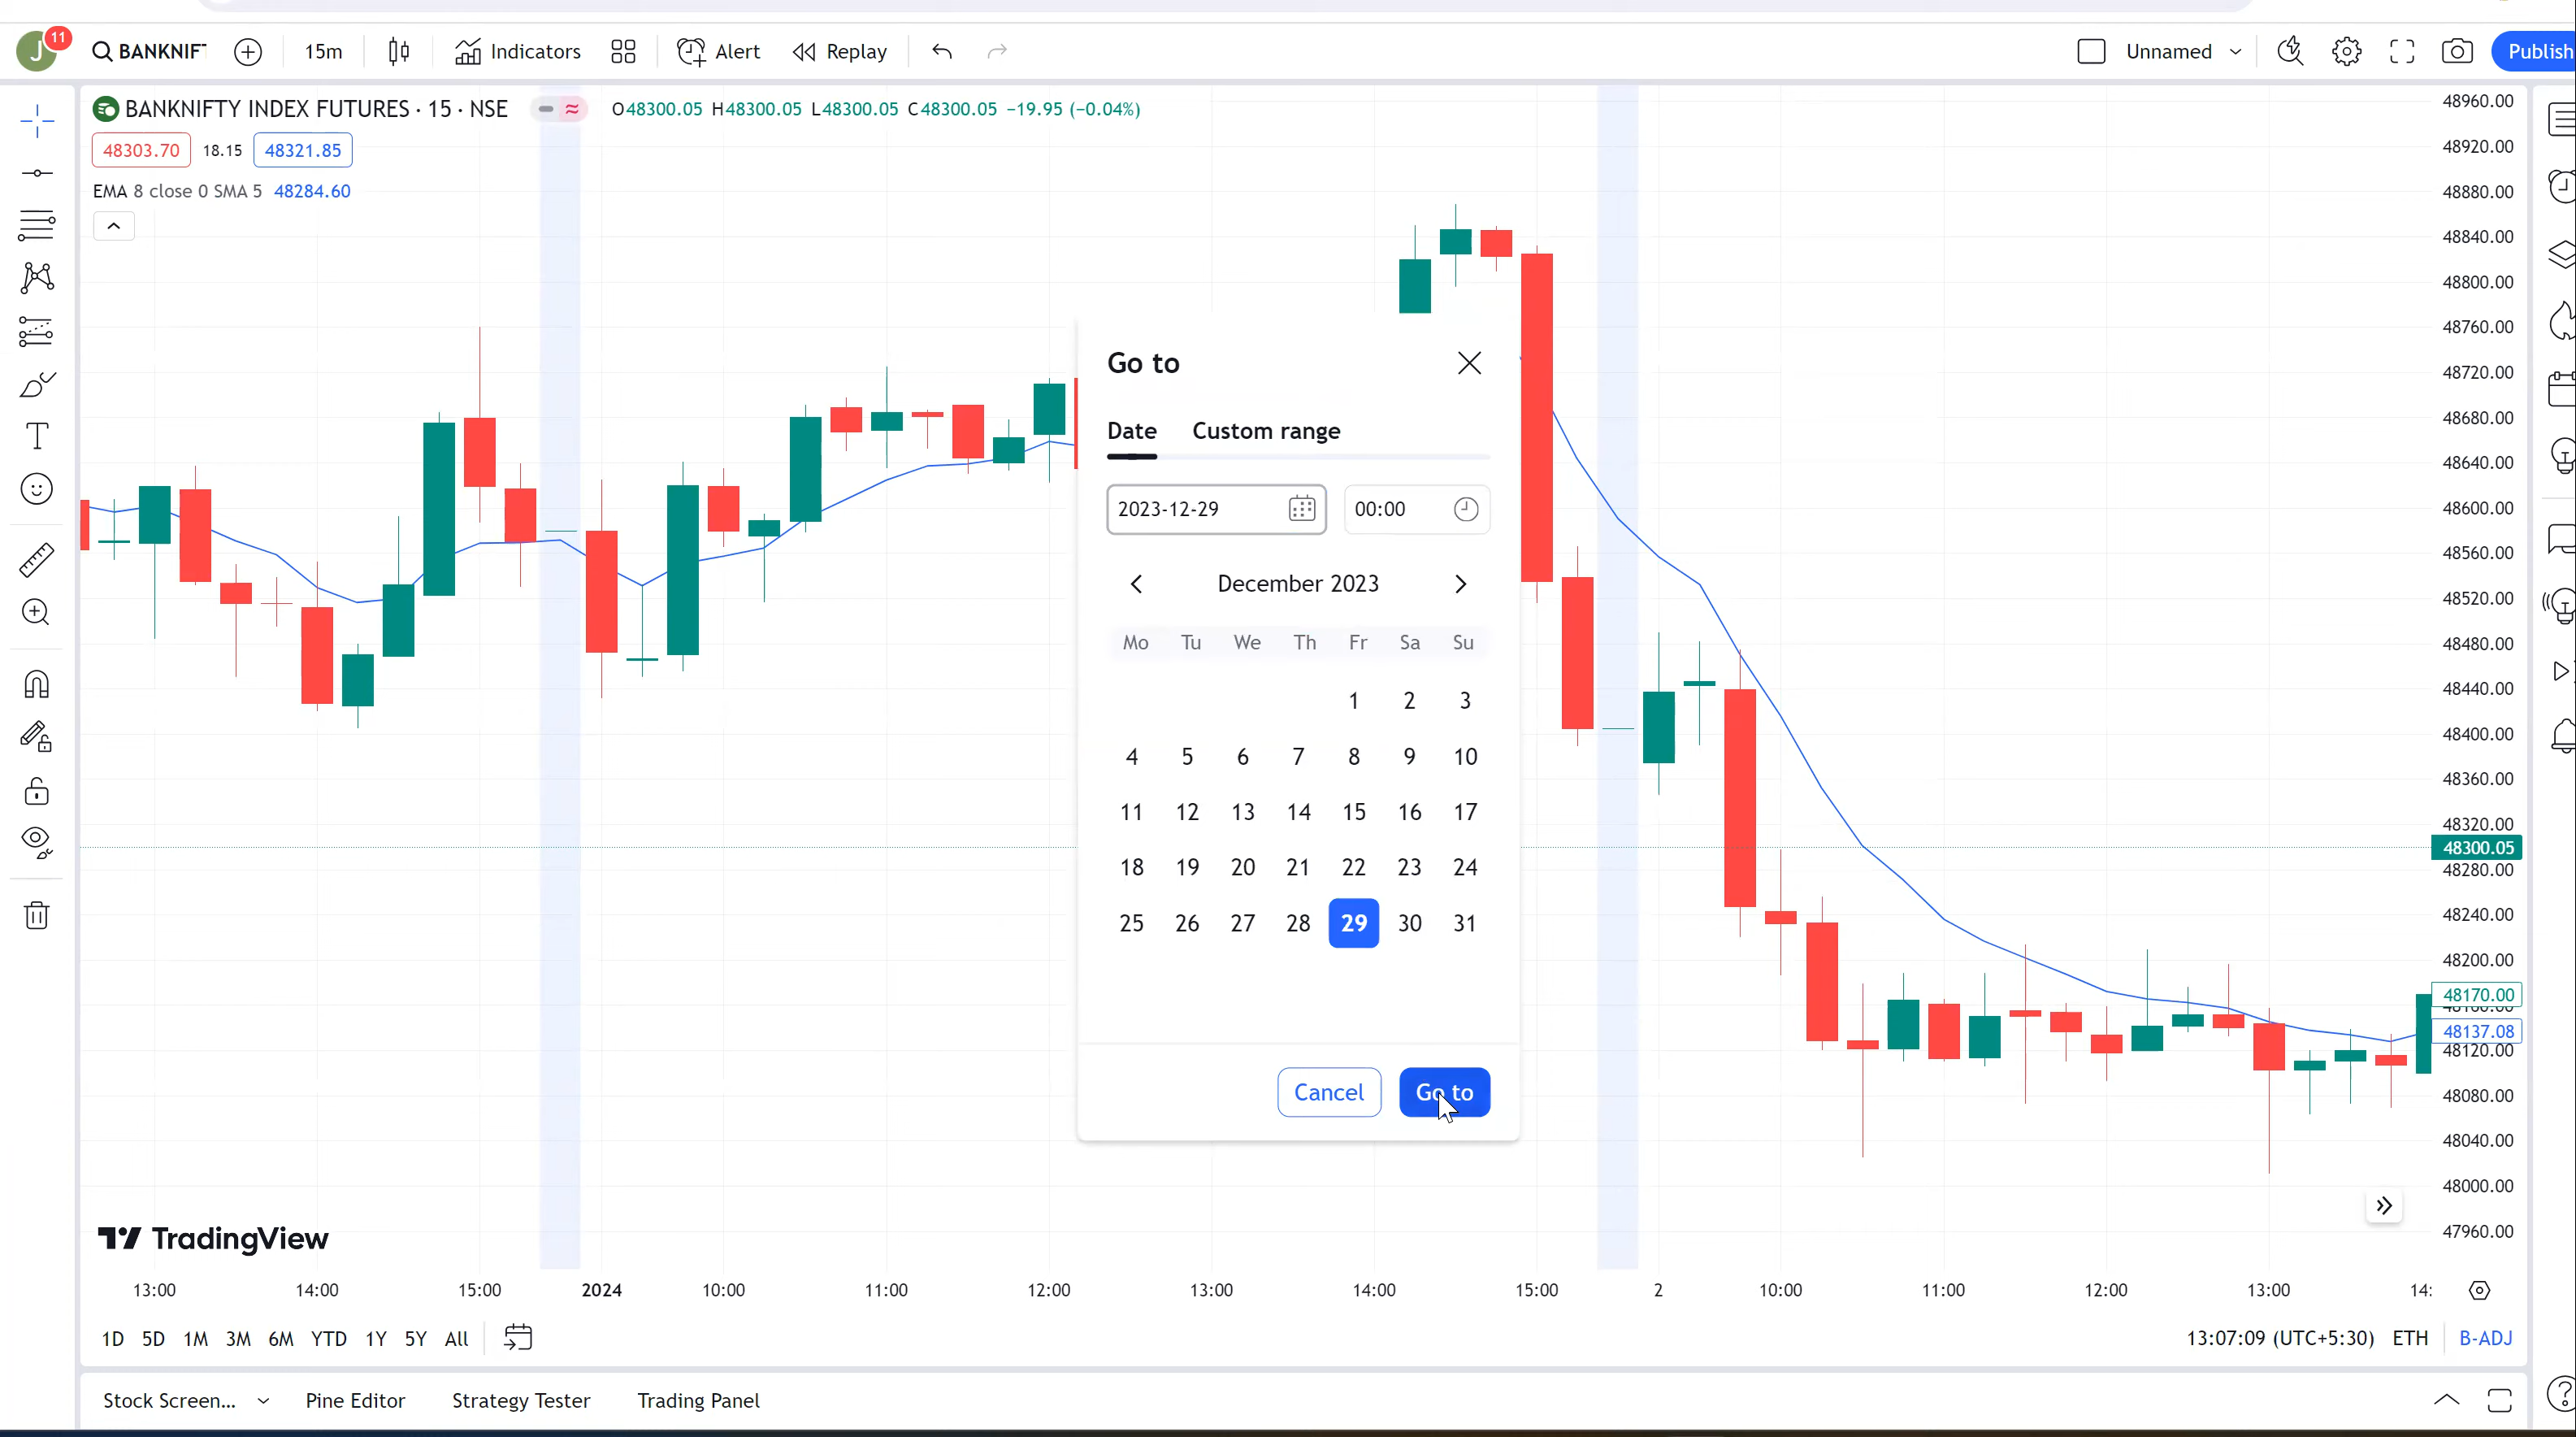 J 11 BANKNIF 15m Indicators Alert Replay Unnamed Publish
BANKNIFTY INDEX FUTURES · 15 · NSE O48300.05 H48300.05 L48300.05 C48300.05 −19.95 (−0.04%)
48303.70 18.15 48321.85
EMA 8 close 0 SMA 5 48284.60
48960.00
48920.00
48880.00
48840.00
48800.00
48760.00
48720.00
48680.00
48640.00
48600.00
48560.00
48520.00
48480.00
48440.00
48400.00
48360.00
48320.00
48300.05
48280.00
48240.00
48200.00
48170.00
48160.00
48137.08
48120.00
48080.00
48040.00
48000.00
47960.00
Go to
Date Custom range
2023-12-29 00:00
December 2023
Mo Tu We Th Fr Sa Su
1 2 3
4 5 6 7 8 9 10
11 12 13 14 15 16 17
18 19 20 21 22 23 24
25 26 27 28 29 30 31
Cancel Go to
TradingView
13:00 14:00 15:00 2024 10:00 11:00 12:00 13:00 14:00 15:00 2 10:00 11:00 12:00 13:00 14:
1D 5D 1M 3M 6M YTD 1Y 5Y All 13:07:09 (UTC+5:30) ETH B-ADJ
Stock Screen... Pine Editor Strategy Tester Trading Panel